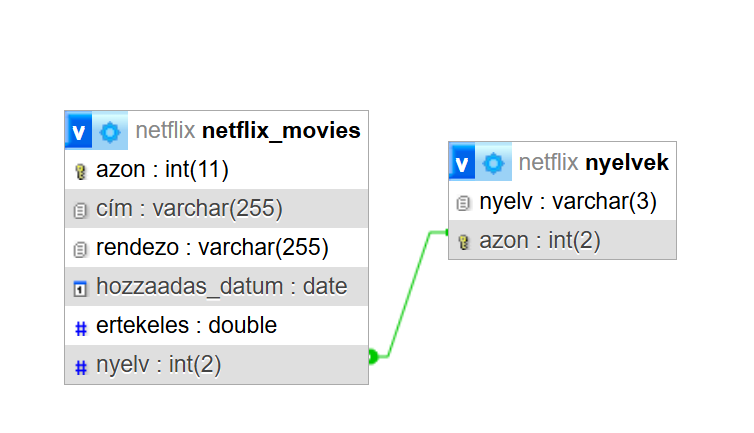 netflix netflix_movies
azon : int(11)
cím : varchar(255)
rendezo : varchar(255)
hozzaadas_datum : date
ertekeles : double
nyelv : int(2)
netflix nyelvek
nyelv : varchar(3)
azon : int(2)